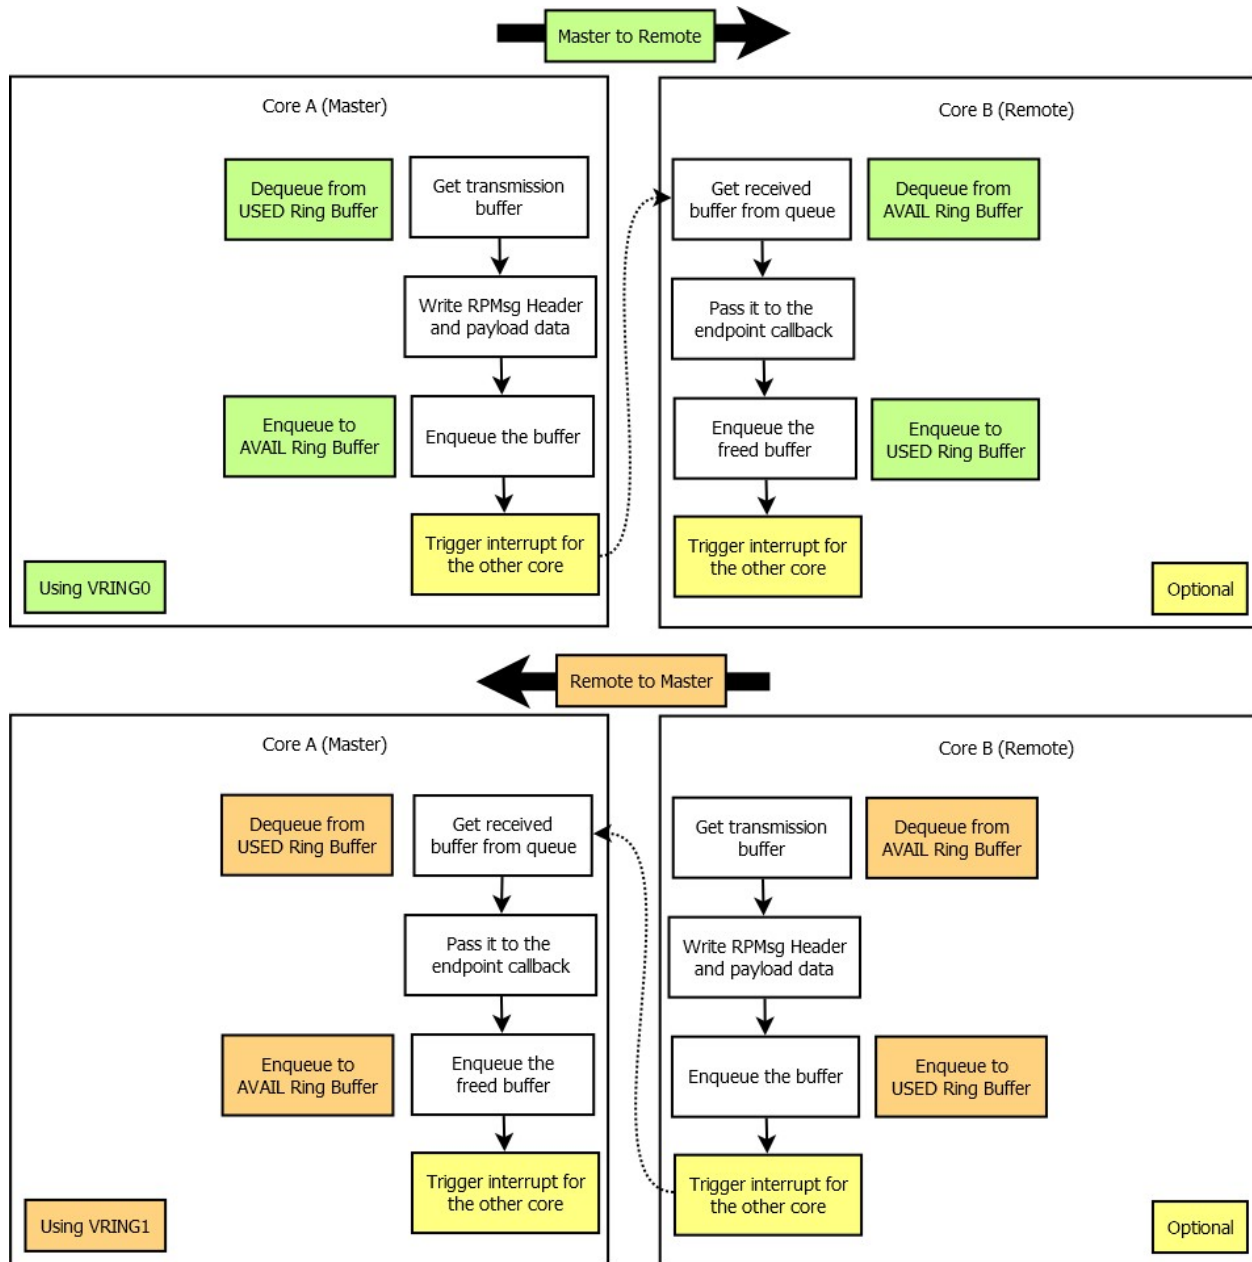 Master to Remote
Core A (Master)
Dequeue from
USED Ring Buffer
Get transmission
buffer
Write RPMsg Header
and payload data
Enqueue to
AVAIL Ring Buffer
Enqueue the buffer
Trigger interrupt for
the other core
Using VRING0
Core B (Remote)
Get received
buffer from queue
Dequeue from
AVAIL Ring Buffer
Pass it to the
endpoint callback
Enqueue the
freed buffer
Enqueue to
USED Ring Buffer
Trigger interrupt for
the other core
Optional
Remote to Master
Core A (Master)
Dequeue from
USED Ring Buffer
Get received
buffer from queue
Pass it to the
endpoint callback
Enqueue to
AVAIL Ring Buffer
Enqueue the
freed buffer
Trigger interrupt for
the other core
Using VRING1
Core B (Remote)
Get transmission
buffer
Dequeue from
AVAIL Ring Buffer
Write RPMsg Header
and payload data
Enqueue the buffer
Enqueue to
USED Ring Buffer
Trigger interrupt for
the other core
Optional